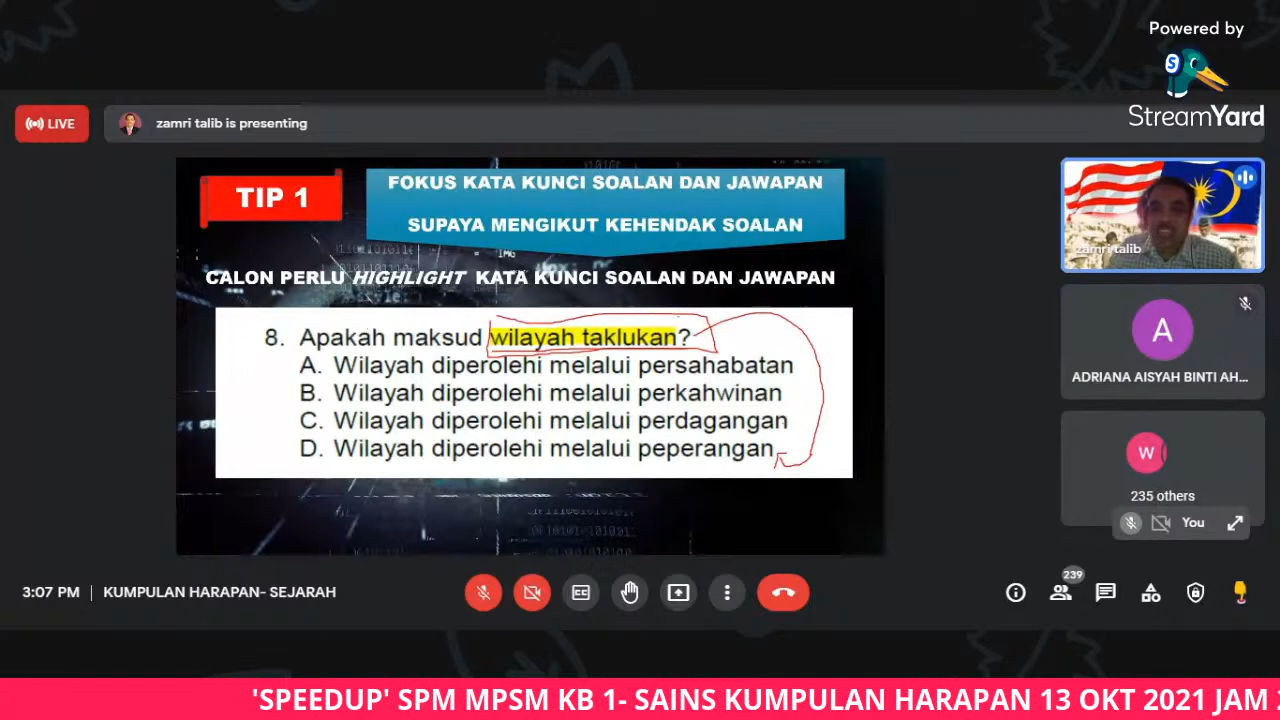 Powered by
StreamYard
LIVE
zamri talib is presenting
TIP 1
FOKUS KATA KUNCI SOALAN DAN JAWAPAN
SUPAYA MENGIKUT KEHENDAK SOALAN
CALON PERLU HIGHLIGHT KATA KUNCI SOALAN DAN JAWAPAN
8. Apakah maksud wilayah taklukan?
A. Wilayah diperolehi melalui persahabatan
B. Wilayah diperolehi melalui perkahwinan
C. Wilayah diperolehi melalui perdagangan
D. Wilayah diperolehi melalui peperangan
zamri talib
A
ADRIANA AISYAH BINTI AH...
W
235 others
You
3:07 PM | KUMPULAN HARAPAN- SEJARAH
239
'SPEEDUP' SPM MPSM KB 1- SAINS KUMPULAN HARAPAN 13 OKT 2021 JAM